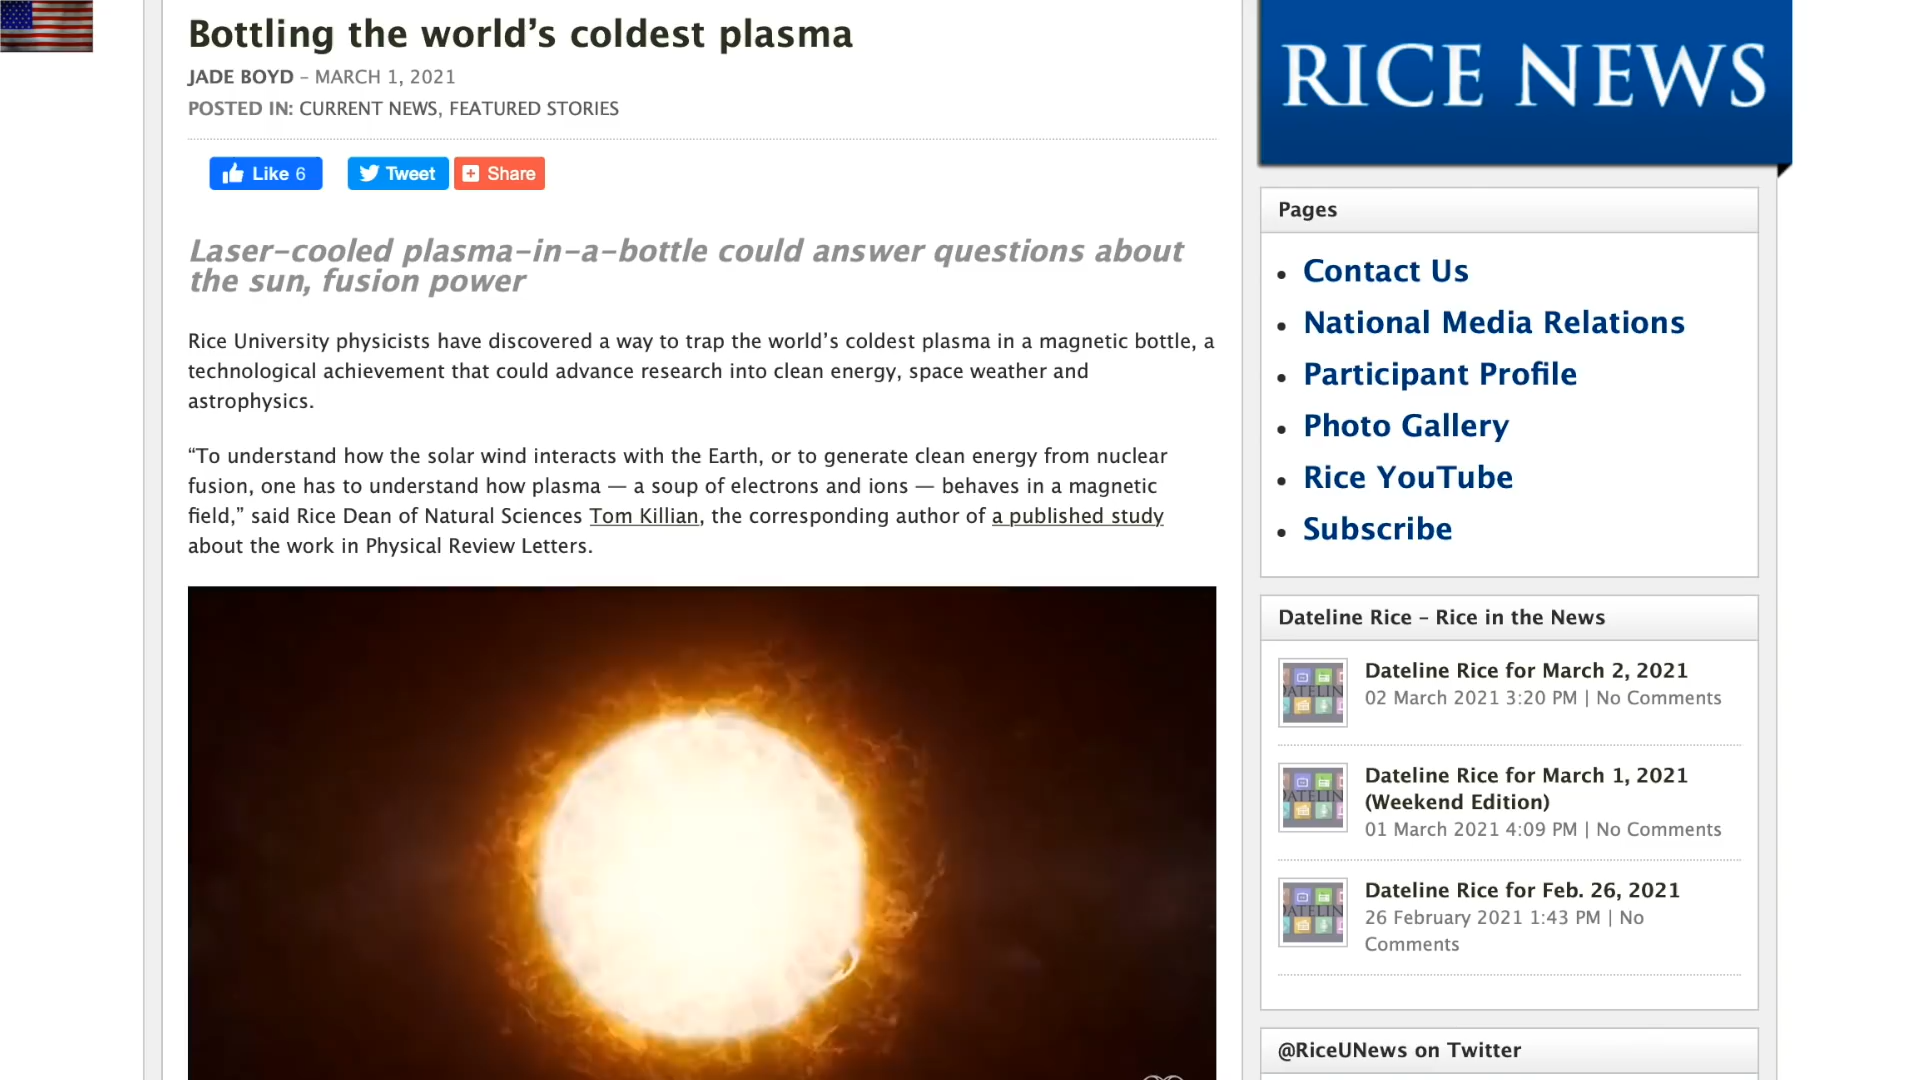 Bottling the world’s coldest plasma
JADE BOYD – MARCH 1, 2021
POSTED IN: CURRENT NEWS, FEATURED STORIES
Like 6
Tweet
Share
Laser-cooled plasma-in-a-bottle could answer questions about
the sun, fusion power
Rice University physicists have discovered a way to trap the world’s coldest plasma in a magnetic bottle, a
technological achievement that could advance research into clean energy, space weather and
astrophysics.
“To understand how the solar wind interacts with the Earth, or to generate clean energy from nuclear
fusion, one has to understand how plasma — a soup of electrons and ions — behaves in a magnetic
field,” said Rice Dean of Natural Sciences Tom Killian, the corresponding author of a published study
about the work in Physical Review Letters.
RICE NEWS
Pages
Contact Us
National Media Relations
Participant Profile
Photo Gallery
Rice YouTube
Subscribe
Dateline Rice – Rice in the News
Dateline Rice for March 2, 2021
02 March 2021 3:20 PM | No Comments
Dateline Rice for March 1, 2021
(Weekend Edition)
01 March 2021 4:09 PM | No Comments
Dateline Rice for Feb. 26, 2021
26 February 2021 1:43 PM | No
Comments
@RiceUNews on Twitter